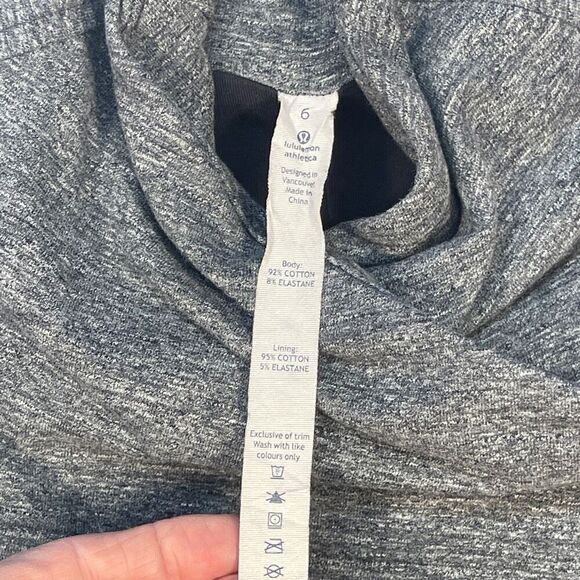 6
lululemon
athletica
Designed in
Vancouver
Made in
China
Body:
92% COTTON
8% ELASTANE
Lining:
95% COTTON
5% ELASTANE
Exclusive of trim
Wash with like
colours only